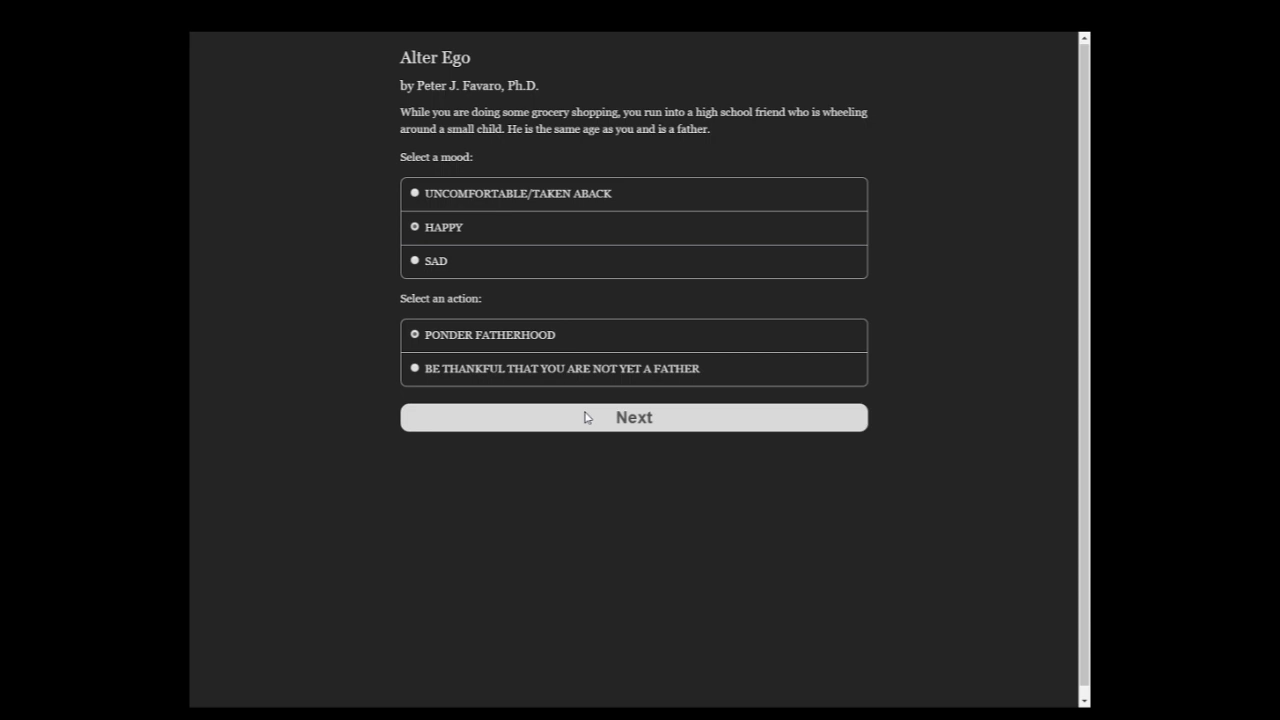 Alter Ego
by Peter J. Favaro, Ph.D.
While you are doing some grocery shopping, you run into a high school friend who is wheeling
around a small child. He is the same age as you and is a father.
Select a mood:
UNCOMFORTABLE/TAKEN ABACK
HAPPY
SAD
Select an action:
PONDER FATHERHOOD
BE THANKFUL THAT YOU ARE NOT YET A FATHER
Next